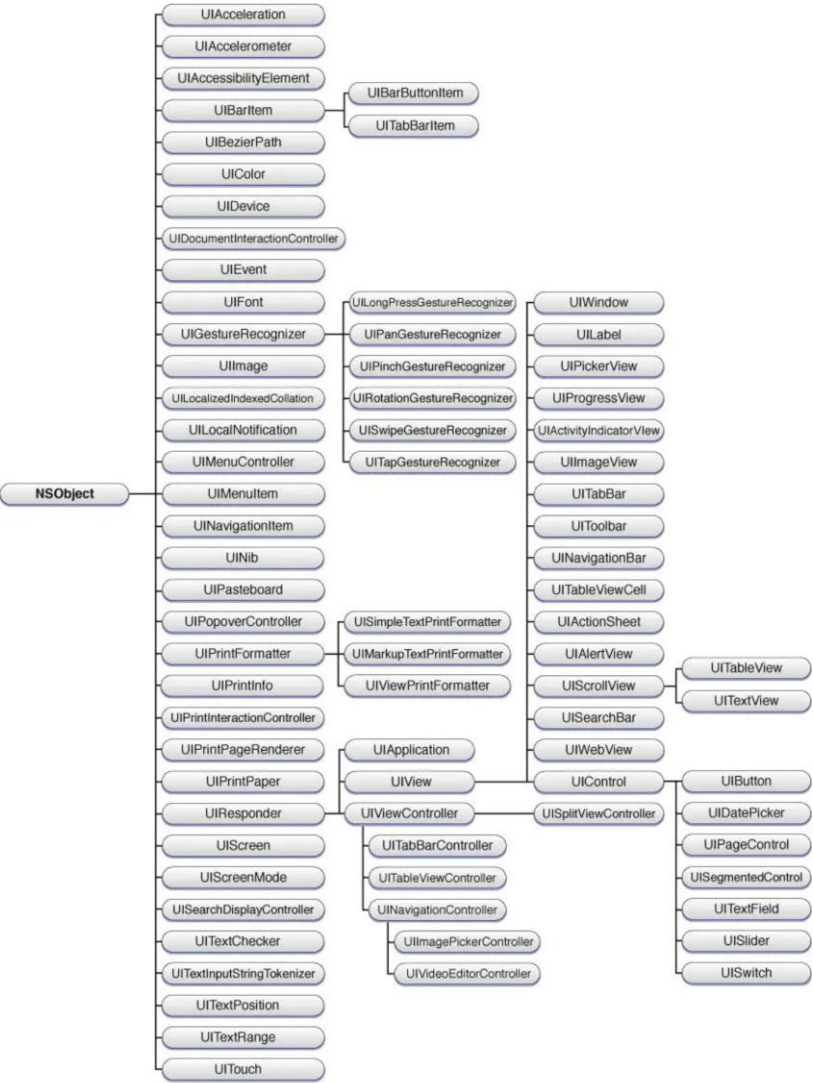 UIAcceleration
UIAccelerometer
UIAccessibilityElement
UIBarItem
UIBarButtonItem
UITabBarItem
UIBezierPath
UIColor
UIDevice
UIDocumentInteractionController
UIEvent
UIFont
UIGestureRecognizer
UILongPressGestureRecognizer
UIPanGestureRecognizer
UIPinchGestureRecognizer
UIRotationGestureRecognizer
UISwipeGestureRecognizer
UITapGestureRecognizer
UIImage
UILocalizedIndexedCollation
UILocalNotification
UIMenuController
NSObject
UIMenuItem
UINavigationItem
UINib
UIPasteboard
UIPopoverController
UIPrintFormatter
UISimpleTextPrintFormatter
UIMarkupTextPrintFormatter
UIViewPrintFormatter
UIPrintInfo
UIPrintInteractionController
UIPrintPageRenderer
UIPrintPaper
UIResponder
UIApplication
UIView
UIWindow
UILabel
UIPickerView
UIProgressView
UIActivityIndicatorVIew
UIImageView
UITabBar
UIToolbar
UINavigationBar
UITableViewCell
UIActionSheet
UIAlertView
UIScrollView
UITableView
UITextView
UISearchBar
UIWebView
UIControl
UIButton
UIDatePicker
UIPageControl
UISegmentedControl
UITextField
UISlider
UISwitch
UIViewController
UISplitViewController
UITabBarController
UITableViewController
UINavigationController
UIImagePickerController
UIVideoEditorController
UIScreen
UIScreenMode
UISearchDisplayController
UITextChecker
UITextInputStringTokenizer
UITextPosition
UITextRange
UITouch